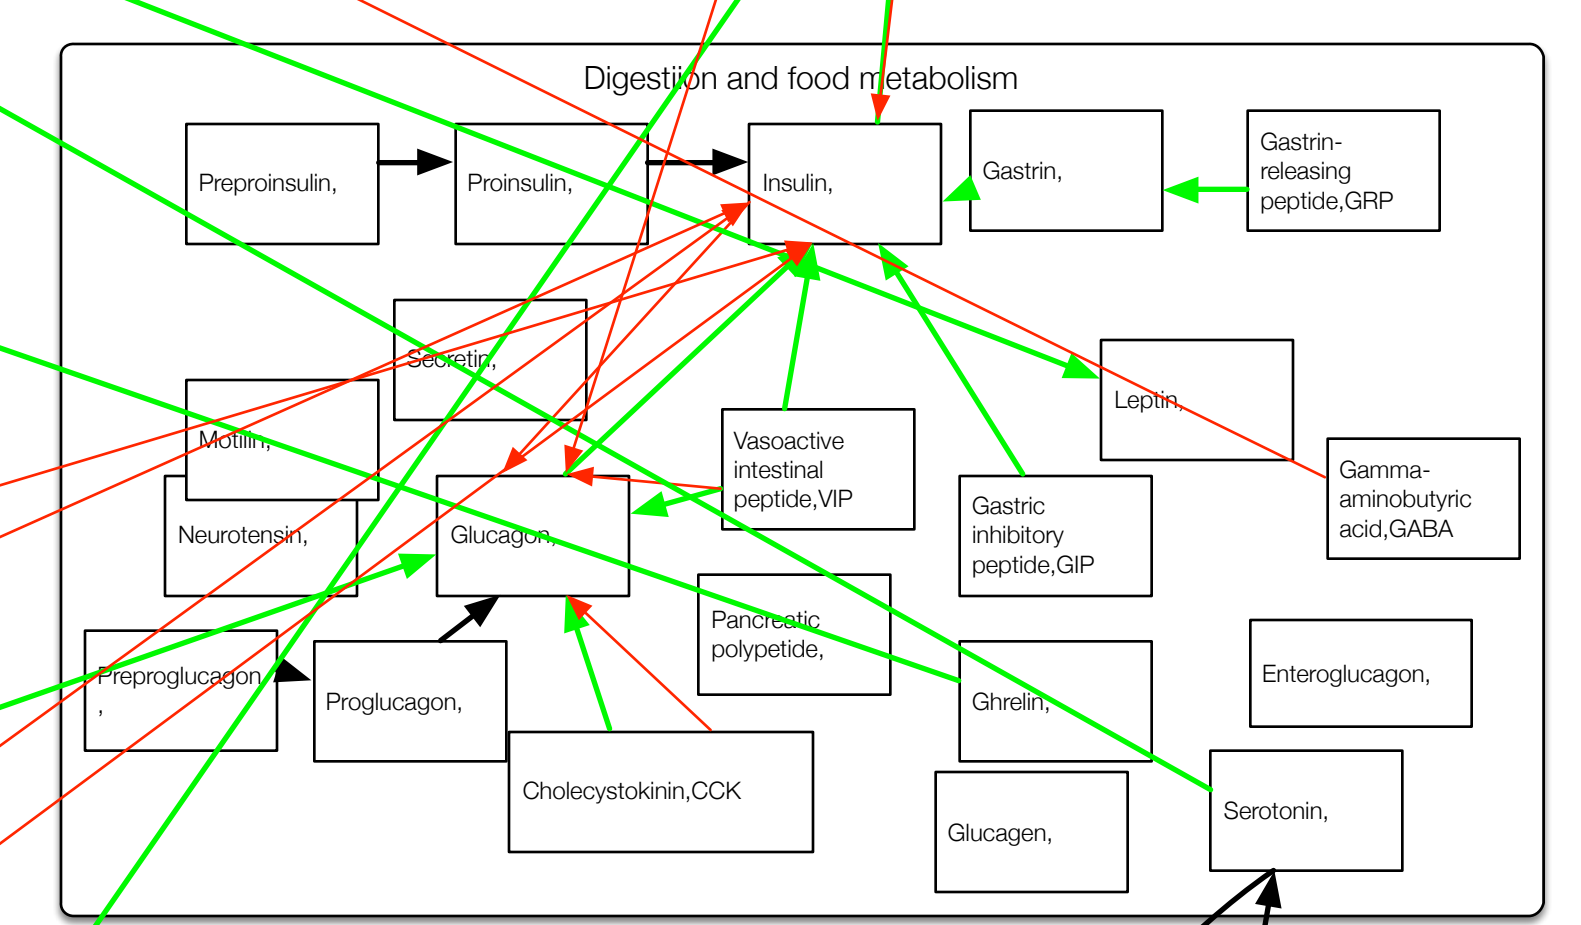 Digestiion and food metabolism
Preproinsulin,
Proinsulin,
Insulin,
Gastrin,
Gastrin-
releasing
peptide,GRP
Secretin,
Motilin,
Leptin,
Vasoactive
intestinal
peptide,VIP
Gamma-
aminobutyric
acid,GABA
Neurotensin,
Glucagon,
Gastric
inhibitory
peptide,GIP
Pancreatic
polypetide,
Preproglucagon
,
Proglucagon,
Ghrelin,
Enteroglucagon,
Cholecystokinin,CCK
Glucagen,
Serotonin,